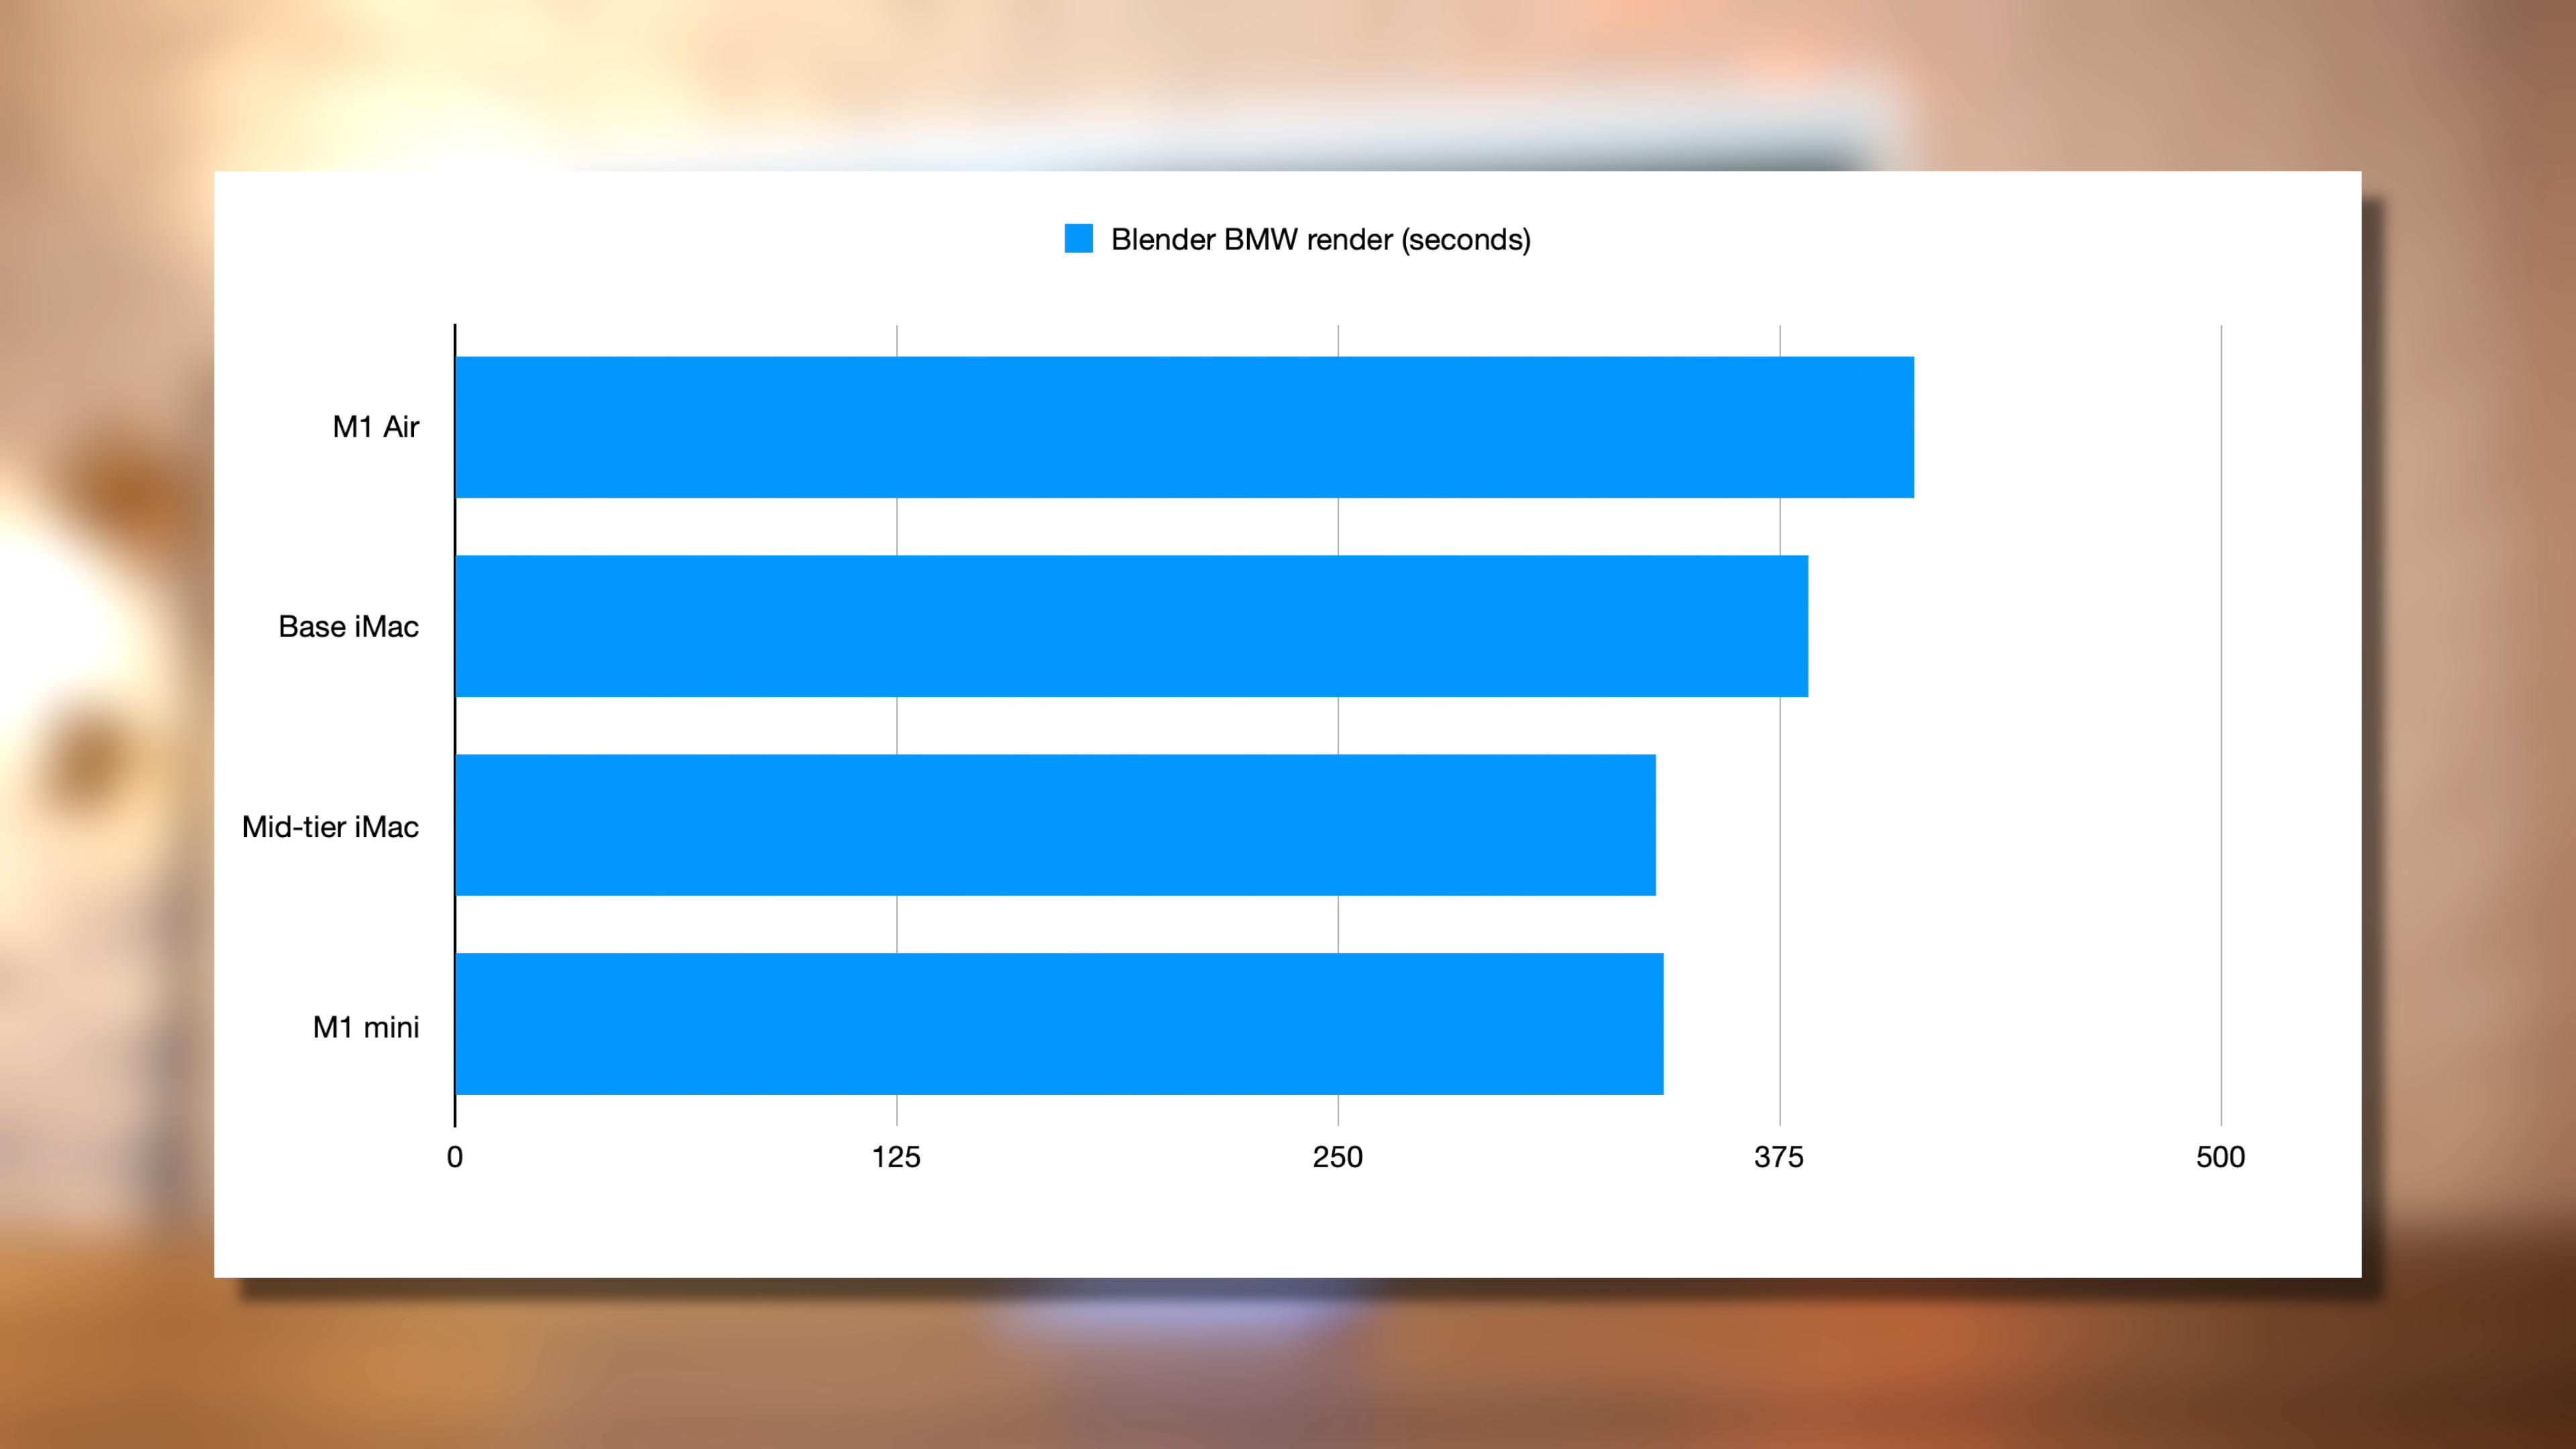 Blender BMW render (seconds)
M1 Air
Base iMac
Mid-tier iMac
M1 mini
0 125 250 375 500